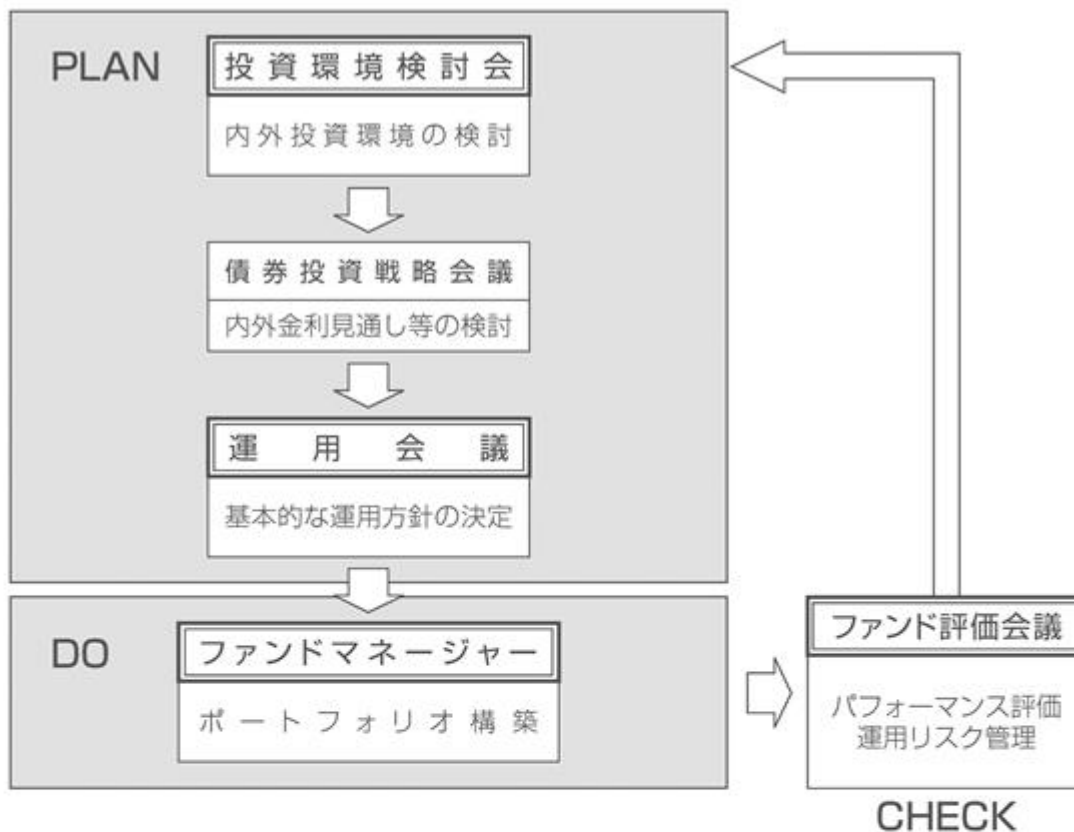 PLAN
投資環境検討会
内外投資環境の検討
債券投資戦略会議
内外金利見通し等の検討
運用会議
基本的な運用方針の決定
DO
ファンドマネージャー
ポートフォリオ構築
ファンド評価会議
パフォーマンス評価
運用リスク管理
CHECK